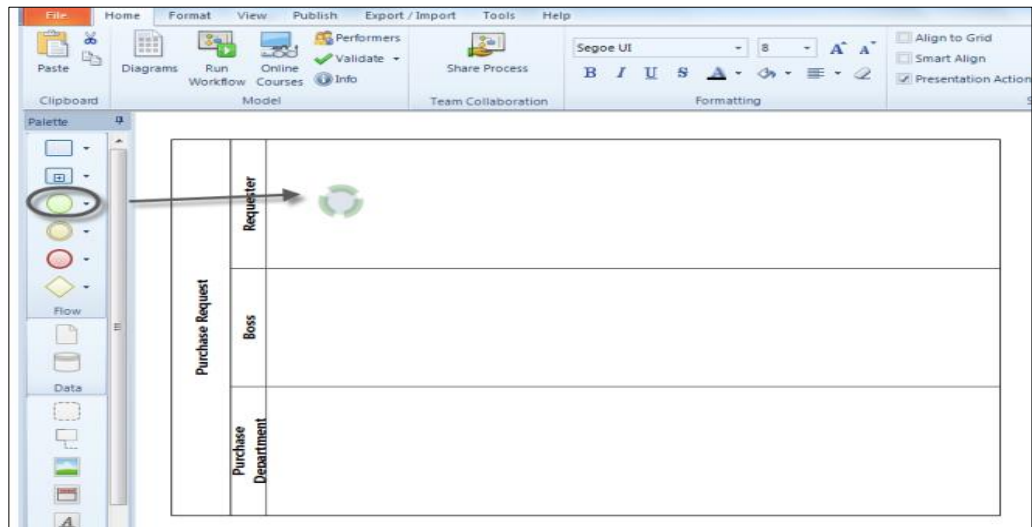 File Home Format View Publish Export / Import Tools Help
Paste
Diagrams
Run Workflow
Online Courses
Performers
Validate
Info
Share Process
Segoe UI 8 A A
B I U S A
Align to Grid
Smart Align
Presentation Action
Clipboard Model Team Collaboration Formatting
Palette
Flow
Data
A
Purchase Request
Requester
Boss
Purchase
Department